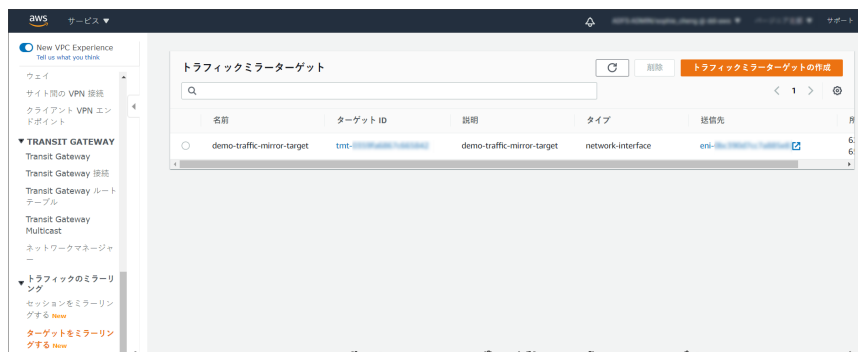 aws サービス ▼ サポート
New VPC Experience
Tell us what you think
ウェイ
サイト間の VPN 接続
クライアント VPN エン
ドポイント
▼ TRANSIT GATEWAY
Transit Gateway
Transit Gateway 接続
Transit Gateway ルート
テーブル
Transit Gateway
Multicast
ネットワークマネージャ
ー
▼ トラフィックのミラーリ
ング
セッションをミラーリン
グする New
ターゲットをミラーリン
グする New
トラフィックミラーターゲット
削除
トラフィックミラーターゲットの作成
< 1 >
名前 ターゲット ID 説明 タイプ 送信先
demo-traffic-mirror-target tmt- demo-traffic-mirror-target network-interface eni-